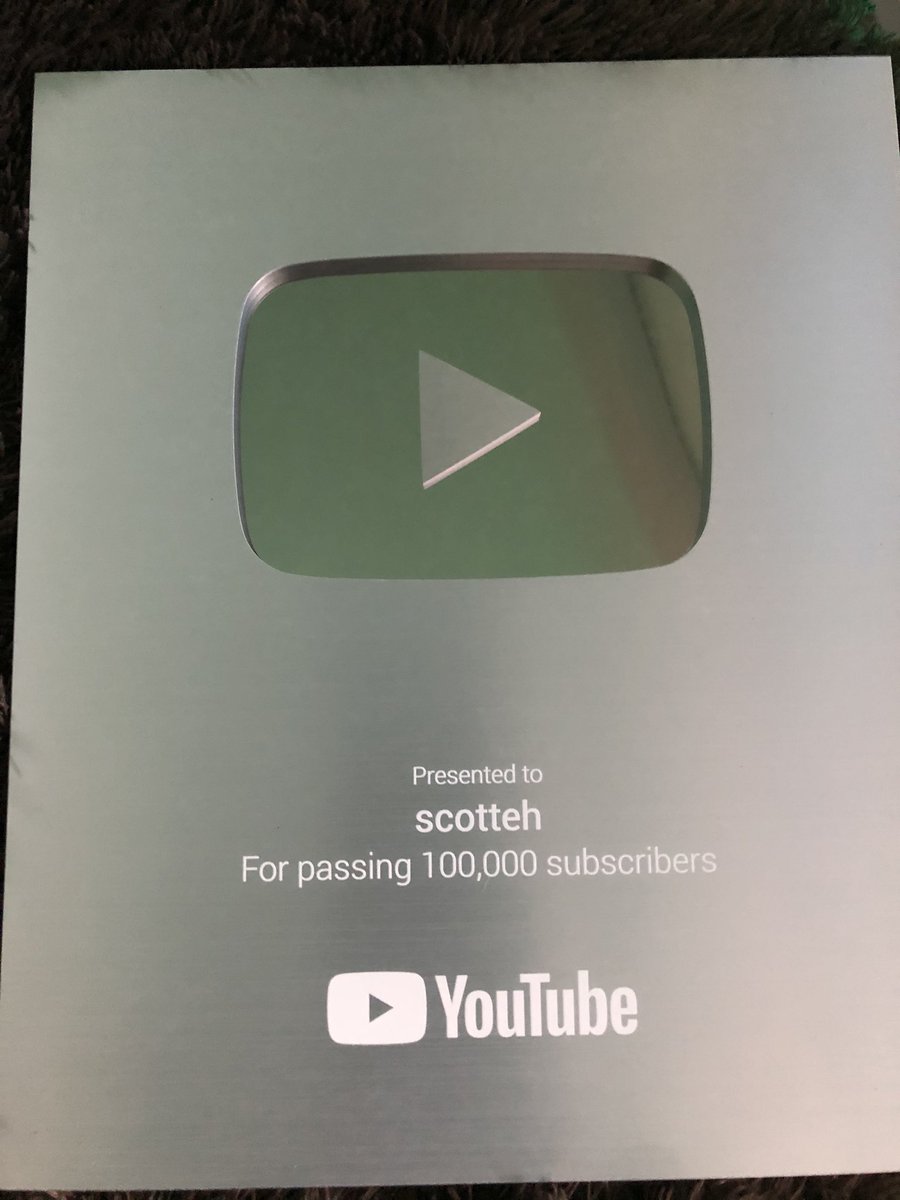 Presented to
scotteh
For passing 100,000 subscribers
YouTube